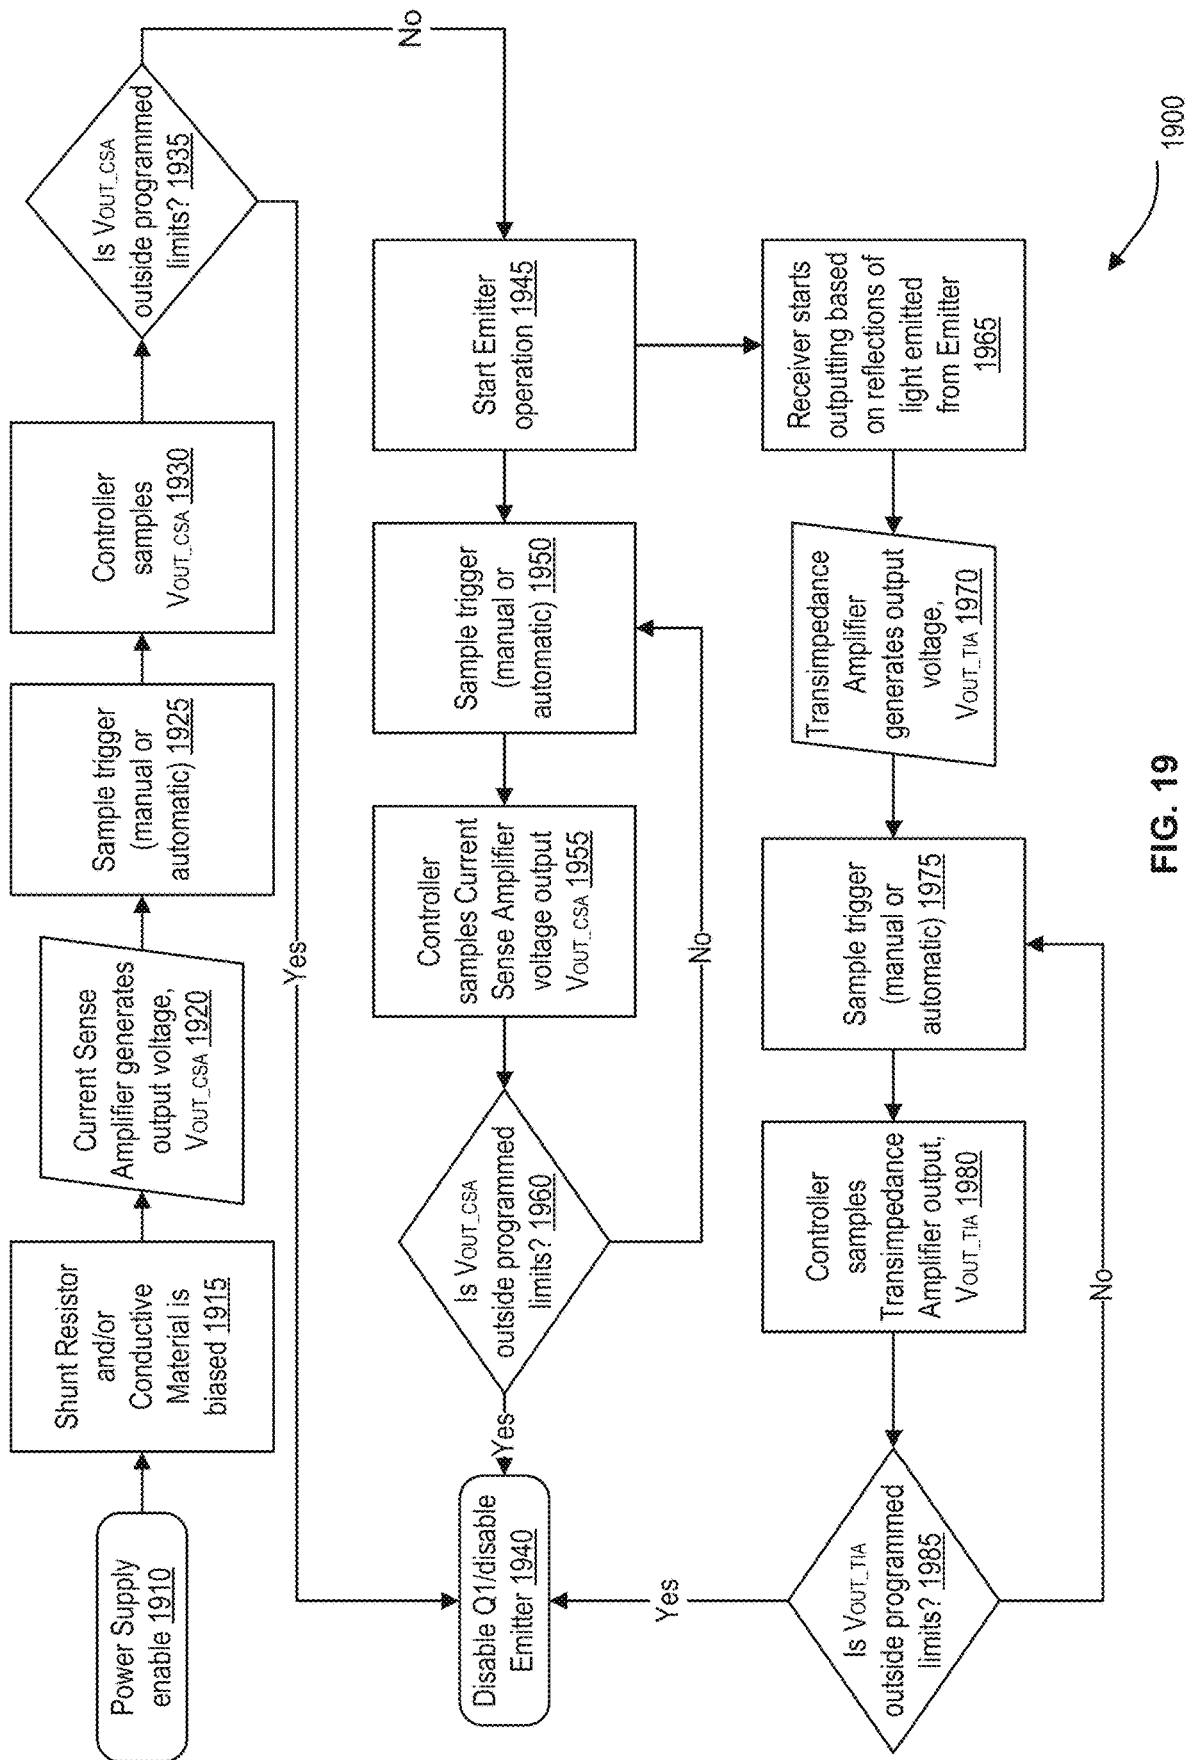 Power Supply
enable 1910
Shunt Resistor
and/or
Conductive
Material is
biased 1915
Current Sense
Amplifier generates
output voltage,
VOUT_CSA 1920
Sample trigger
(manual or
automatic) 1925
Controller
samples
VOUT_CSA 1930
Is VOUT_CSA
outside programmed
limits? 1935
Yes
No
Disable Q1/disable
Emitter 1940
Yes
Is VOUT_CSA
outside programmed
limits? 1960
Controller
samples Current
Sense Amplifier
voltage output
VOUT_CSA 1955
Sample trigger
(manual or
automatic) 1950
Start Emitter
operation 1945
No
Yes
Is VOUT_TIA
outside programmed
limits? 1985
Controller
samples
Transimpedance
Amplifier output,
VOUT_TIA 1980
Sample trigger
(manual or
automatic) 1975
Transimpedance
Amplifier
generates output
voltage,
VOUT_TIA 1970
Receiver starts
outputting based
on reflections of
light emitted
from Emitter
1965
No
1900
FIG. 19